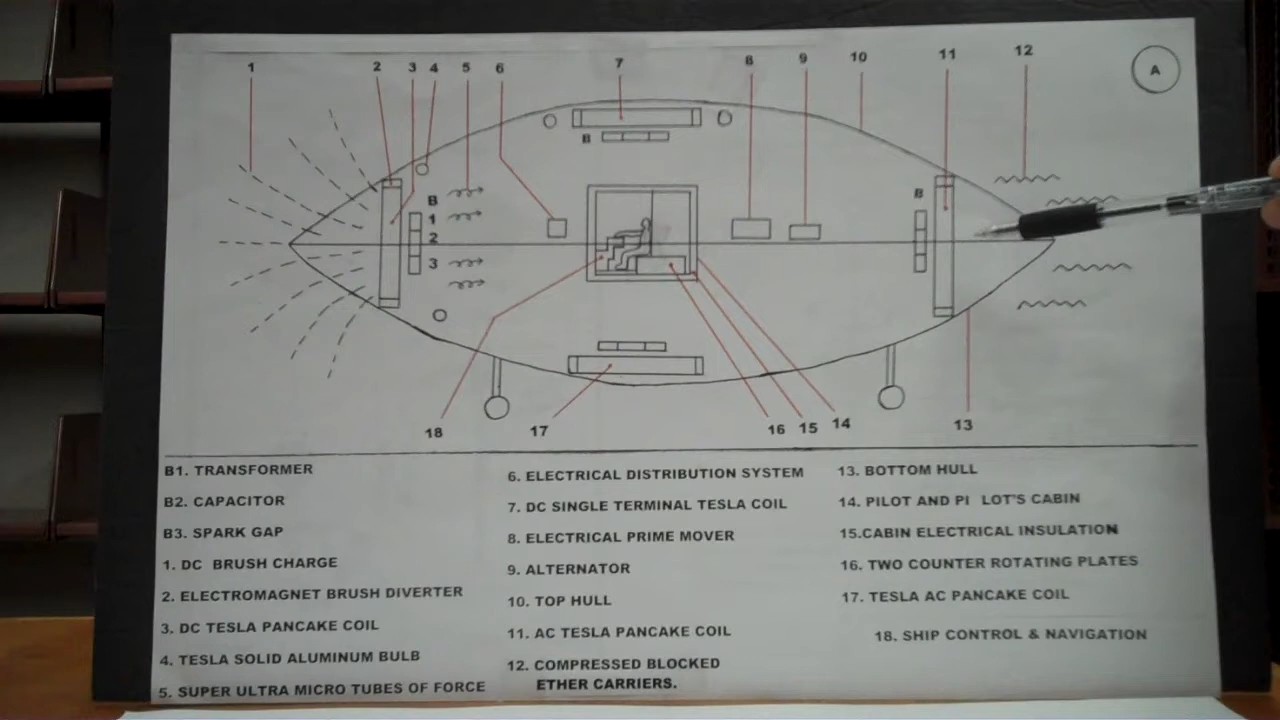 1 2 3 4 5 6 7 8 9 10 11 12
A
B
B
B
1
2
3
18 17 16 15 14 13
B1. TRANSFORMER
B2. CAPACITOR
B3. SPARK GAP
1. DC BRUSH CHARGE
2. ELECTROMAGNET BRUSH DIVERTER
3. DC TESLA PANCAKE COIL
4. TESLA SOLID ALUMINUM BULB
5. SUPER ULTRA MICRO TUBES OF FORCE
6. ELECTRICAL DISTRIBUTION SYSTEM
7. DC SINGLE TERMINAL TESLA COIL
8. ELECTRICAL PRIME MOVER
9. ALTERNATOR
10. TOP HULL
11. AC TESLA PANCAKE COIL
12. COMPRESSED BLOCKED
ETHER CARRIERS.
13. BOTTOM HULL
14. PILOT AND PI LOT'S CABIN
15.CABIN ELECTRICAL INSULATION
16. TWO COUNTER ROTATING PLATES
17. TESLA AC PANCAKE COIL
18. SHIP CONTROL & NAVIGATION